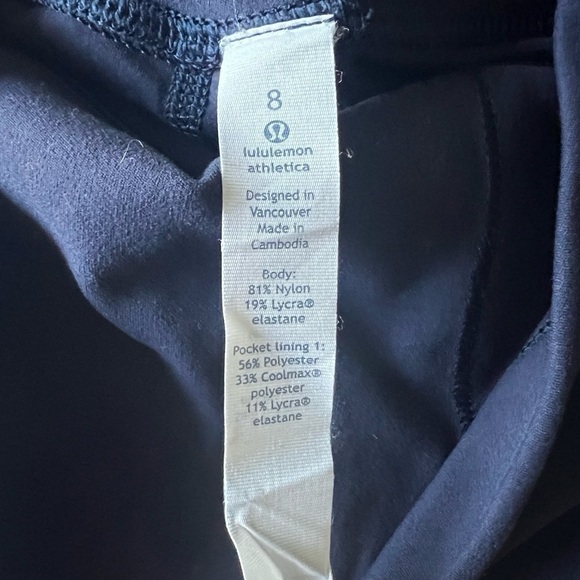 8
lululemon
athletica
Designed in
Vancouver
Made in
Cambodia
Body:
81% Nylon
19% Lycra®
elastane
Pocket lining 1:
56% Polyester
33% Coolmax®
polyester
11% Lycra®
elastane